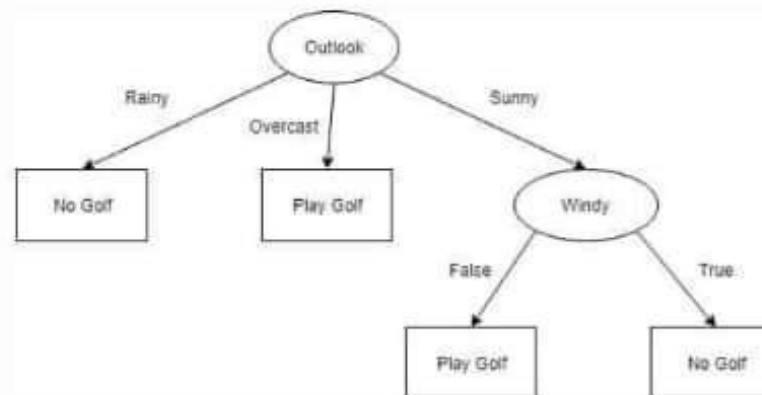 Outlook
Rainy
Sunny
Overcast
No Golf
Play Golf
Windy
False
True
Play Golf
No Golf